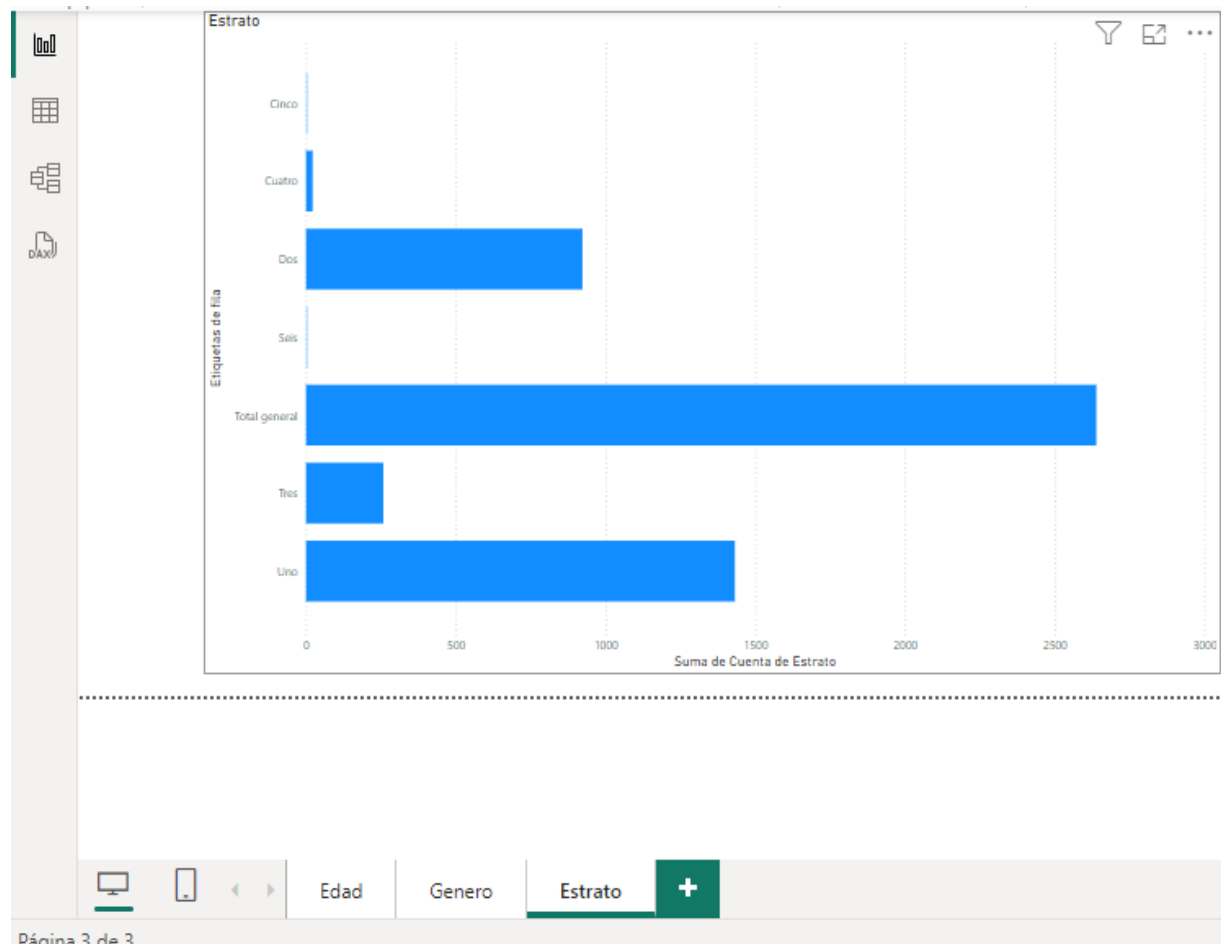 Estrato
Cinco
Cuatro
Dos
Seis
Total general
Tres
Uno
Etiquetas de fila
0 500 1000 1500 2000 2500 3000
Suma de Cuenta de Estrato
DAX
Edad Genero Estrato
Página 3 de 3